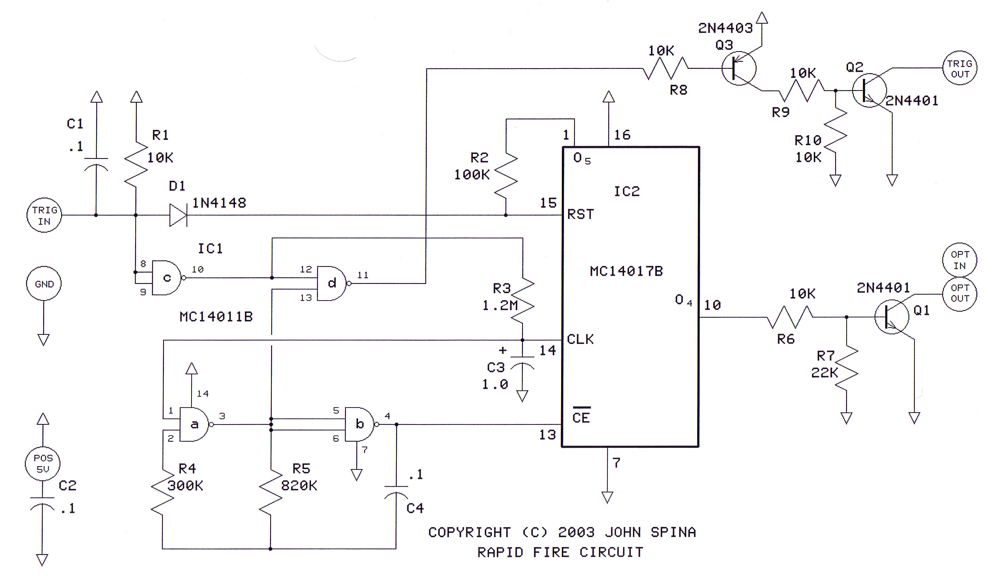 2N4403
Q3
10K
R8
10K
Q2
TRIG
OUT
2N4401
R9
R10
10K
C1
.1
R1
10K
D1
1N4148
TRIG
IN
R2
100K
1
16
O5
IC2
15
RST
IC1
8
9
c
10
12
13
d
11
GND
MC14011B
R3
1.2M
MC14017B
O4
10
CLK
14
+
C3
1.0
OPT
IN
OPT
OUT
2N4401
10K
Q1
R6
R7
22K
14
1
2
a
3
5
6
b
4
7
CE
13
7
POS
5V
C2
.1
R4
300K
R5
820K
.1
C4
COPYRIGHT (C) 2003 JOHN SPINA
RAPID FIRE CIRCUIT